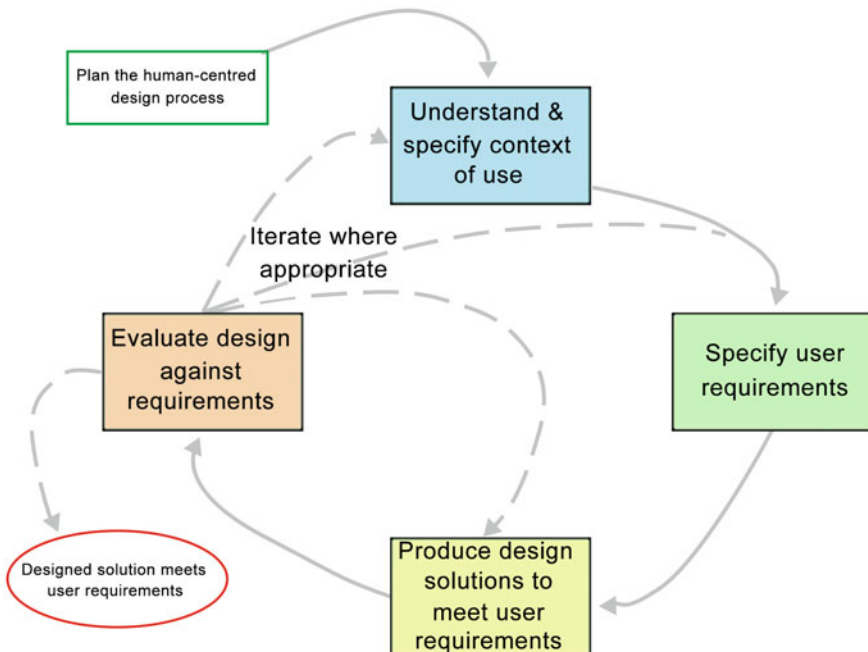 Plan the human-centred
design process
Understand &
specify context
of use
Iterate where
appropriate
Evaluate design
against
requirements
Specify user
requirements
Designed solution meets
user requirements
Produce design
solutions to
meet user
requirements